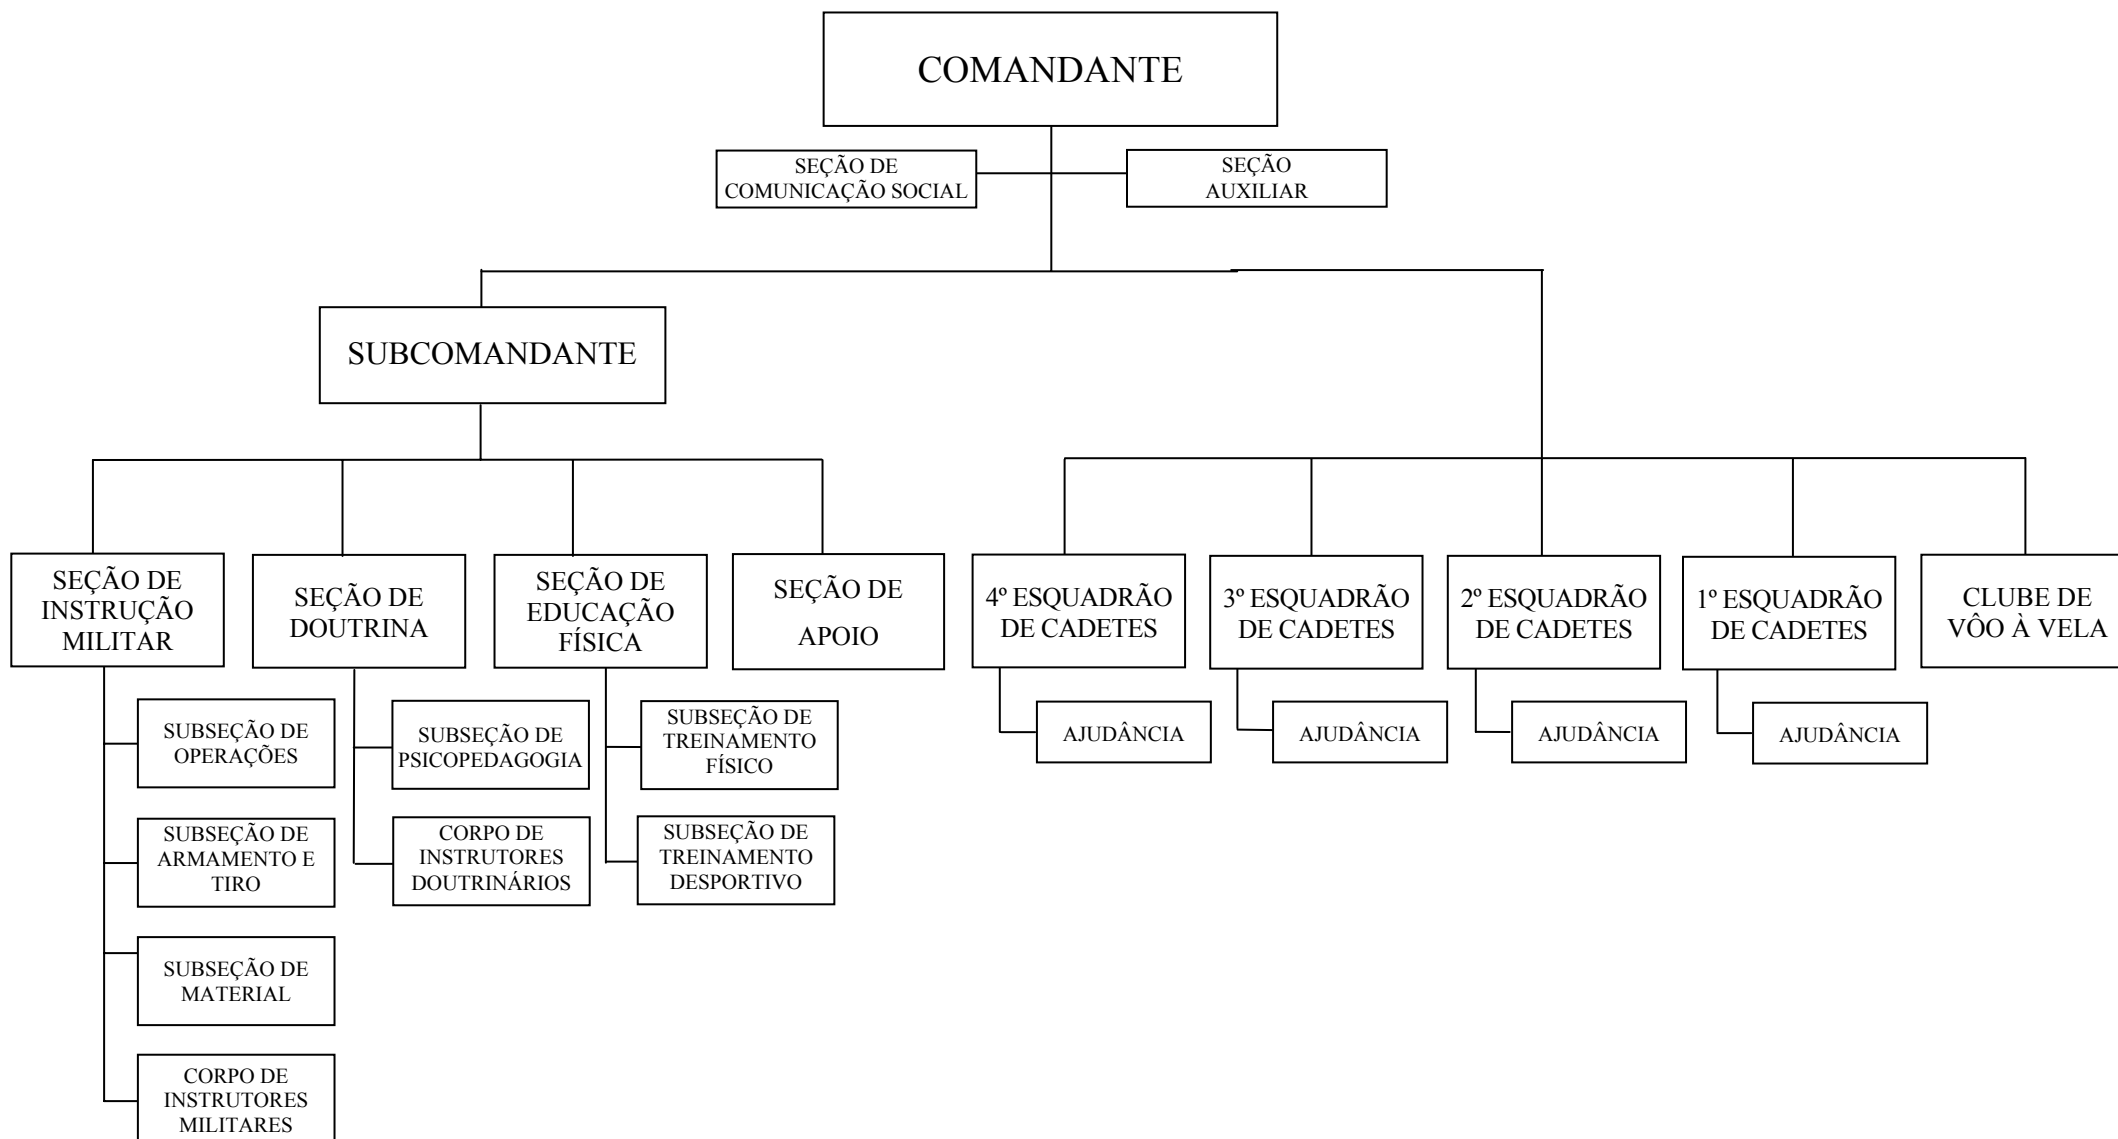 COMANDANTE
SEÇÃO DE
COMUNICAÇÃO SOCIAL
SEÇÃO
AUXILIAR
SUBCOMANDANTE
SEÇÃO DE
INSTRUÇÃO
MILITAR
SEÇÃO DE
DOUTRINA
SEÇÃO DE
EDUCAÇÃO
FÍSICA
SEÇÃO DE
APOIO
4º ESQUADRÃO
DE CADETES
3º ESQUADRÃO
DE CADETES
2º ESQUADRÃO
DE CADETES
1º ESQUADRÃO
DE CADETES
CLUBE DE
VÔO À VELA
SUBSEÇÃO DE
OPERAÇÕES
SUBSEÇÃO DE
PSICOPEDAGOGIA
SUBSEÇÃO DE
TREINAMENTO
FÍSICO
AJUDÂNCIA
AJUDÂNCIA
AJUDÂNCIA
AJUDÂNCIA
SUBSEÇÃO DE
ARMAMENTO E
TIRO
CORPO DE
INSTRUTORES
DOUTRINÁRIOS
SUBSEÇÃO DE
TREINAMENTO
DESPORTIVO
SUBSEÇÃO DE
MATERIAL
CORPO DE
INSTRUTORES
MILITARES